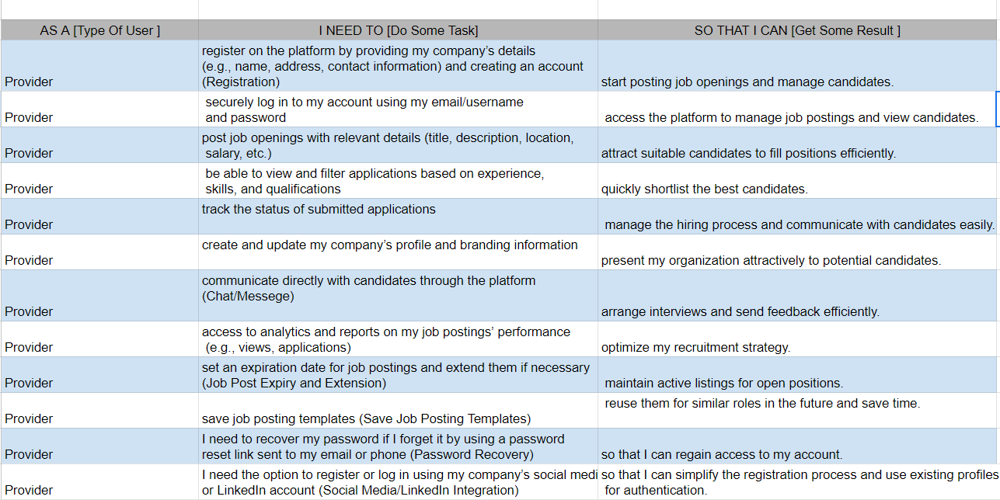 AS A [Type Of User ] I NEED TO [Do Some Task] SO THAT I CAN [Get Some Result ]
register on the platform by providing my company’s details
(e.g., name, address, contact information) and creating an account
Provider (Registration) start posting job openings and manage candidates.
securely log in to my account using my email/username
Provider and password access the platform to manage job postings and view candidates.
post job openings with relevant details (title, description, location,
Provider salary, etc.) attract suitable candidates to fill positions efficiently.
be able to view and filter applications based on experience,
Provider skills, and qualifications quickly shortlist the best candidates.
track the status of submitted applications
Provider manage the hiring process and communicate with candidates easily.
create and update my company’s profile and branding information
Provider present my organization attractively to potential candidates.
communicate directly with candidates through the platform
(Chat/Messege)
Provider arrange interviews and send feedback efficiently.
access to analytics and reports on my job postings’ performance
Provider (e.g., views, applications) optimize my recruitment strategy.
set an expiration date for job postings and extend them if necessary
Provider (Job Post Expiry and Extension) maintain active listings for open positions.
reuse them for similar roles in the future and save time.
Provider save job posting templates (Save Job Posting Templates)
I need to recover my password if I forget it by using a password
Provider reset link sent to my email or phone (Password Recovery) so that I can regain access to my account.
I need the option to register or log in using my company’s social medi so that I can simplify the registration process and use existing profiles
Provider or LinkedIn account (Social Media/LinkedIn Integration) for authentication.